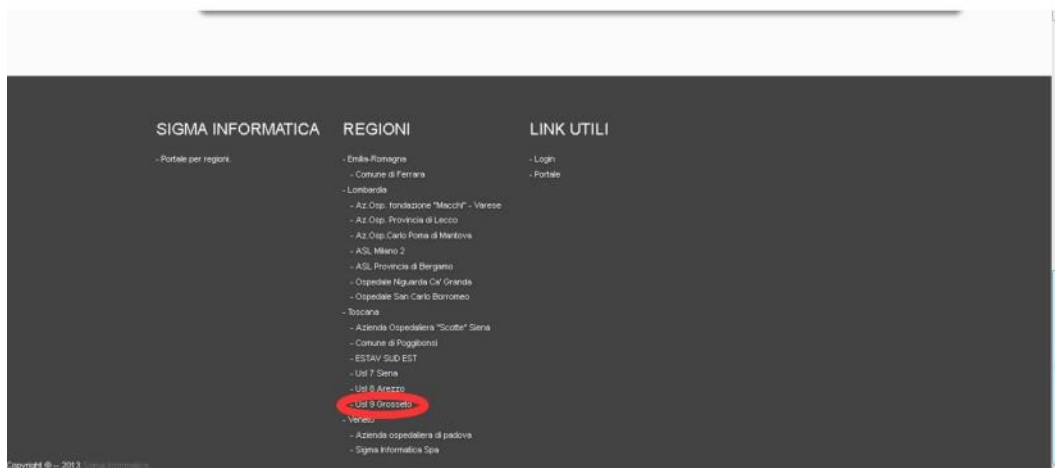 SIGMA INFORMATICA
- Portale per regioni.
REGIONI
- Emilia-Romagna
- Comune di Ferrara
- Lombardia
- Az.Osp. fondazione "Macchi" - Varese
- Az.Osp. Provincia di Lecco
- Az.Osp.Carlo Poma di Mantova
- ASL Milano 2
- ASL Provincia di Bergamo
- Ospedale Niguarda Ca' Granda
- Ospedale San Carlo Borromeo
- Toscana
- Azienda Ospedaliera "Scotte" Siena
- Comune di Poggibonsi
- ESTAV SUD EST
- Usl 7 Siena
- Usl 8 Arezzo
- Usl 9 Grosseto
- Veneto
- Azienda ospedaliera di padova
- Sigma Informatica Spa
LINK UTILI
- Login
- Portale
Copyright © -- 2013 Sigma Informatica